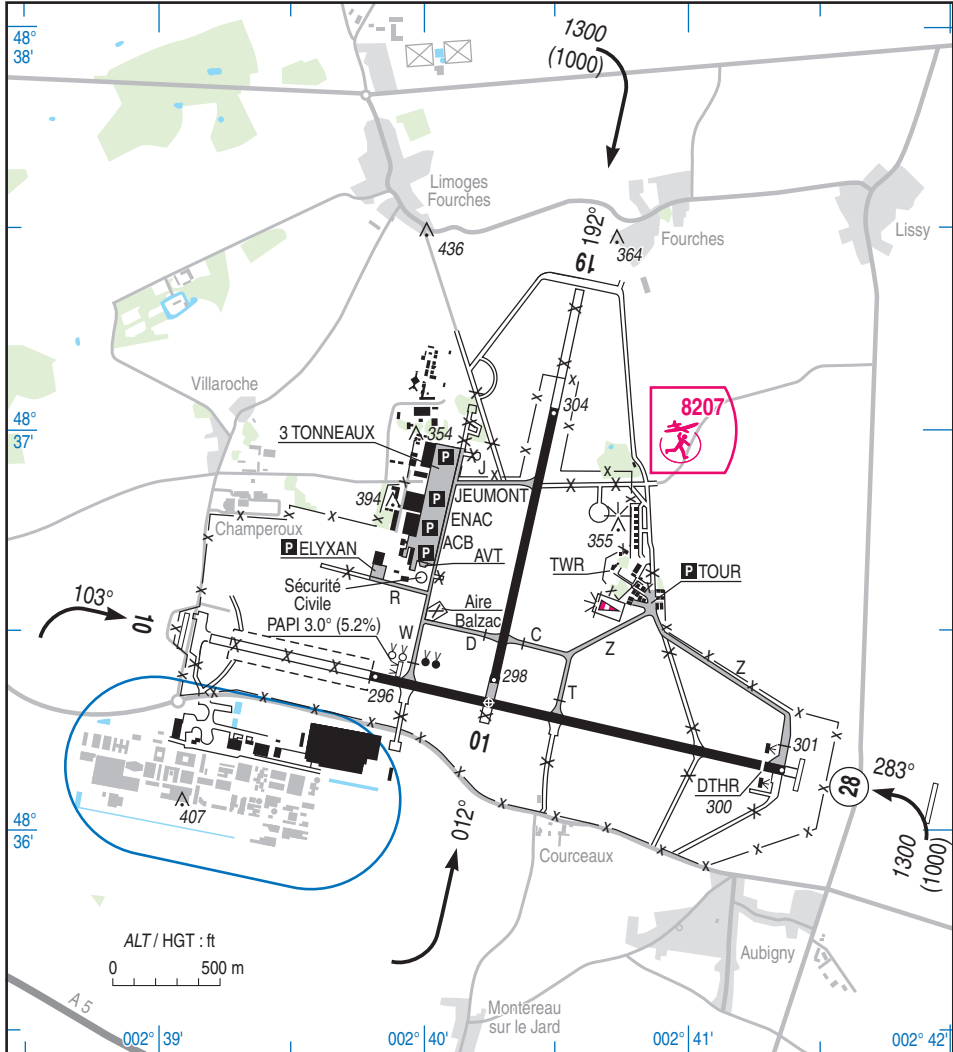 48°
38'
1300
(1000)
Limoges
Fourches
436
192°
19
364
Fourches
Lissy
Villaroche
48°
37'
304
8207
3 TONNEAUX
354
P
J
JEUMONT
394
P
ENAC
Champeroux
P
ACB
355
P ELYXAN
P
AVT
TWR
P TOUR
Sécurité
Civile
R
Aire
Balzac
103°
10
PAPI 3.0° (5.2%)
W
D
C
Z
Z
296
298
T
01
301
DTHR
300
28
283°
407
48°
36'
012°
Courceaux
1300
(1000)
ALT / HGT : ft
0
500 m
Aubigny
A 5
Montereau
sur le Jard
002° 39'
002° 40'
002° 41'
002° 42'